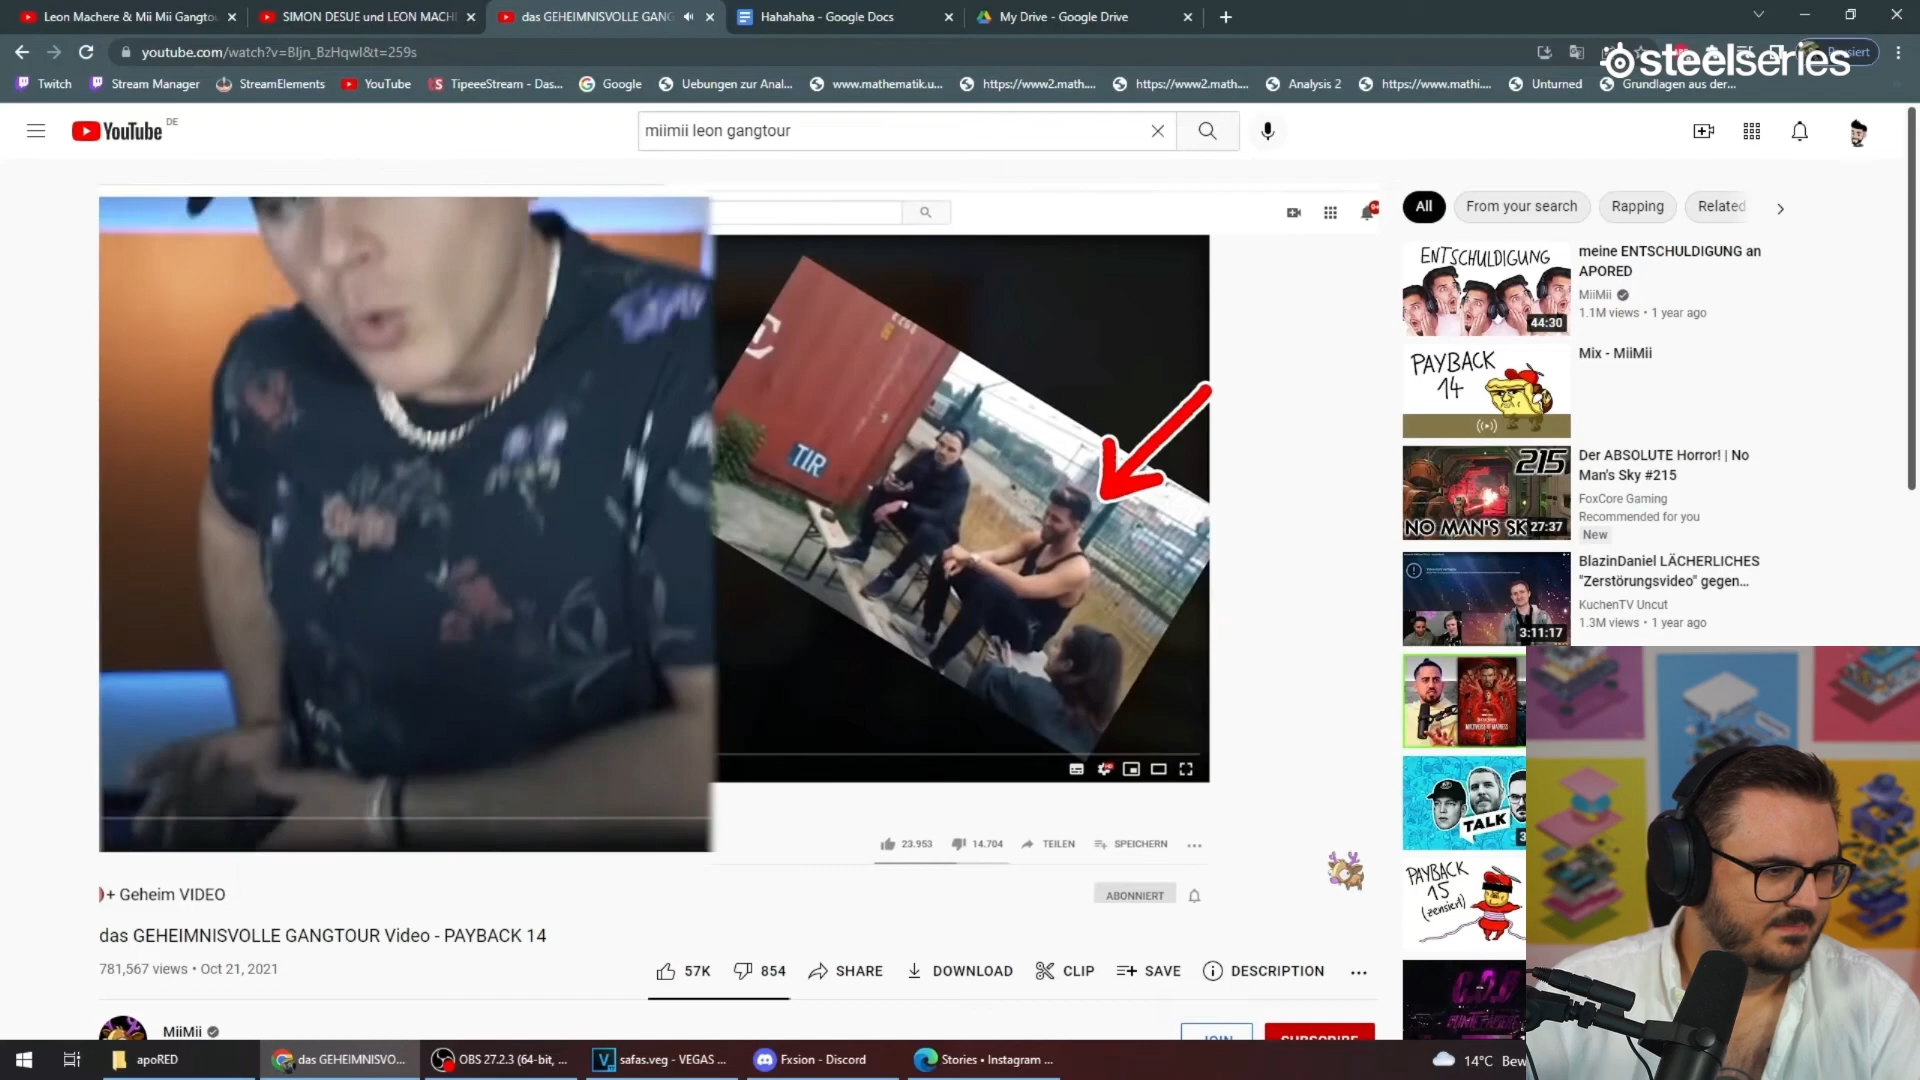 Leon Machere & Mii Mii Gangtou
SIMON DESUE und LEON MACHE
das GEHEIMNISVOLLE GANG
Hahahaha - Google Docs
My Drive - Google Drive
youtube.com/watch?v=BIjn_BzHqwI&t=259s
Pausiert
steelseries
Twitch
Stream Manager
StreamElements
YouTube
TipeeeStream - Das...
Google
Uebungen zur Anal...
www.mathematik.u...
https://www2.math....
https://www2.math....
Analysis 2
https://www.mathi....
Unturned
Grundlagen aus der...
YouTube DE
miimii leon gangtour
All
From your search
Rapping
Related
ENTSCHULDIGUNG
44:30
meine ENTSCHULDIGUNG an
APORED
MiiMii
1.1M views • 1 year ago
PAYBACK
14
Mix - MiiMii
215
NO MAN'S SK
27:37
Der ABSOLUTE Horror! | No
Man's Sky #215
FoxCore Gaming
Recommended for you
New
3:11:17
BlazinDaniel LÄCHERLICHES
"Zerstörungsvideo" gegen...
KuchenTV Uncut
1.3M views • 1 year ago
TALK
PAYBACK
15
(zensiert)
TIR
23.953
14.704
TEILEN
SPEICHERN
+ Geheim VIDEO
ABONNIERT
das GEHEIMNISVOLLE GANGTOUR Video - PAYBACK 14
781,567 views • Oct 21, 2021
57K
854
SHARE
DOWNLOAD
CLIP
SAVE
DESCRIPTION
MiiMii
JOIN
SUBSCRIBE
apoRED
das GEHEIMNISVO...
OBS 27.2.3 (64-bit, ...
safas.veg - VEGAS ...
Fxsion - Discord
Stories • Instagram ...
14°C Bew